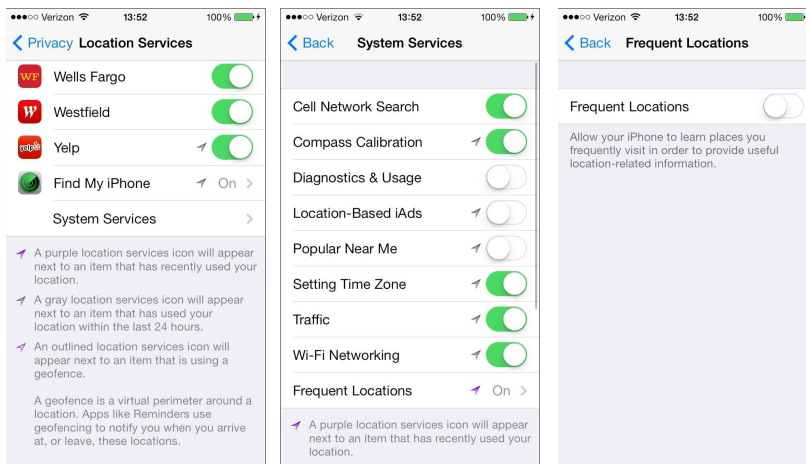 ●●●○○ Verizon 13:52 100%
Privacy Location Services
WF Wells Fargo
W Westfield
yelp Yelp
Find My iPhone On
System Services
A purple location services icon will appear
next to an item that has recently used your
location.
A gray location services icon will appear
next to an item that has used your
location within the last 24 hours.
An outlined location services icon will
appear next to an item that is using a
geofence.
A geofence is a virtual perimeter around a
location. Apps like Reminders use
geofencing to notify you when you arrive
at, or leave, these locations.
●●●○○ Verizon 13:52 100%
Back System Services
Cell Network Search
Compass Calibration
Diagnostics & Usage
Location-Based iAds
Popular Near Me
Setting Time Zone
Traffic
Wi-Fi Networking
Frequent Locations On
A purple location services icon will appear
next to an item that has recently used your
location.
●●●○○ Verizon 13:52 100%
Back Frequent Locations
Frequent Locations
Allow your iPhone to learn places you
frequently visit in order to provide useful
location-related information.